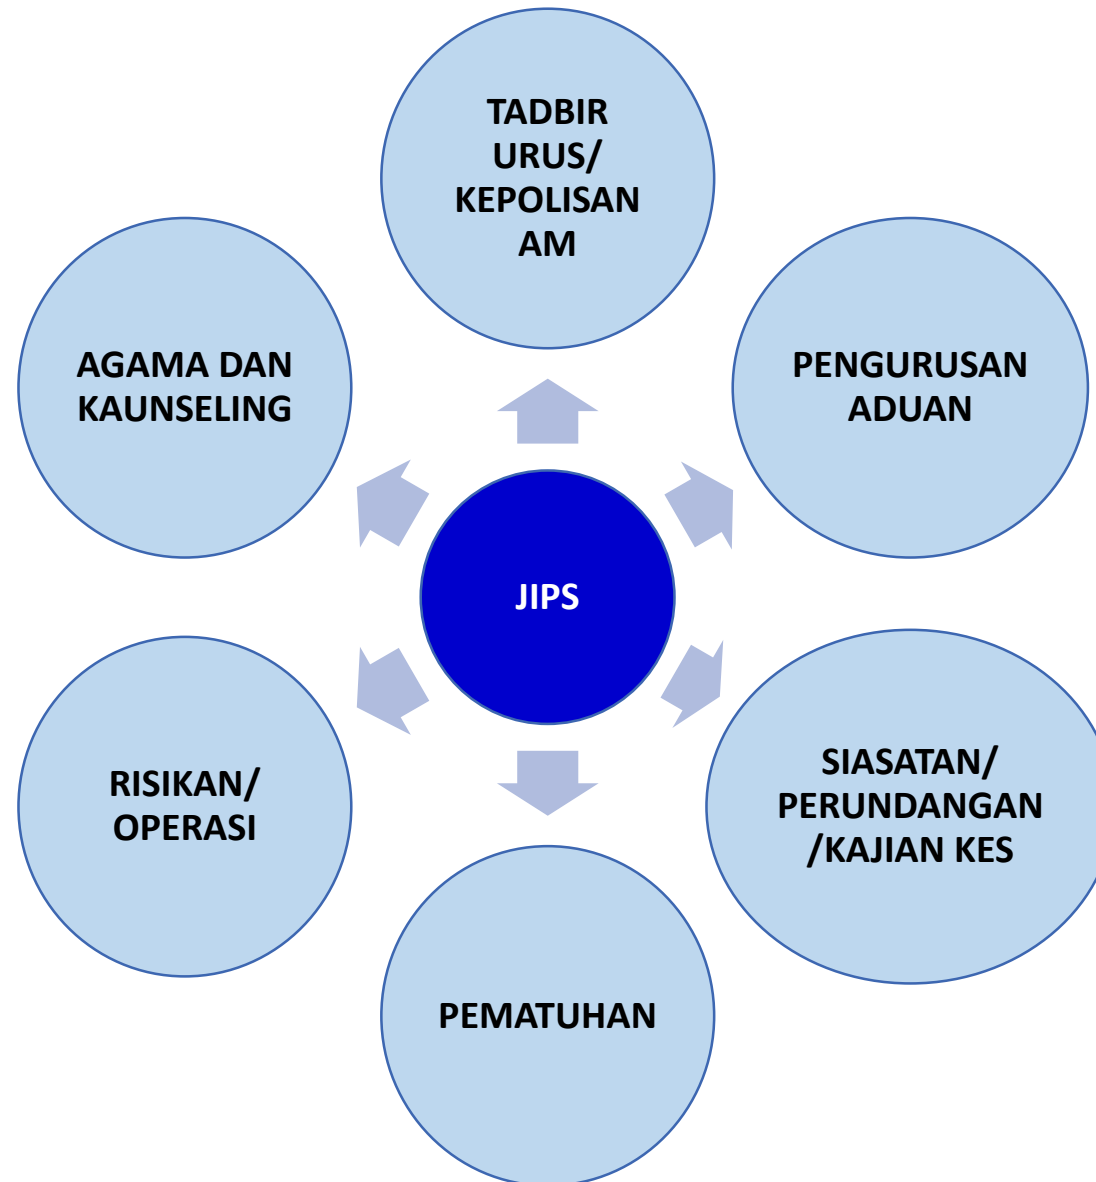 TADBIR
URUS/
KEPOLISAN
AM
PENGURUSAN
ADUAN
SIASATAN/
PERUNDANGAN
/KAJIAN KES
PEMATUHAN
RISIKAN/
OPERASI
AGAMA DAN
KAUNSELING
JIPS